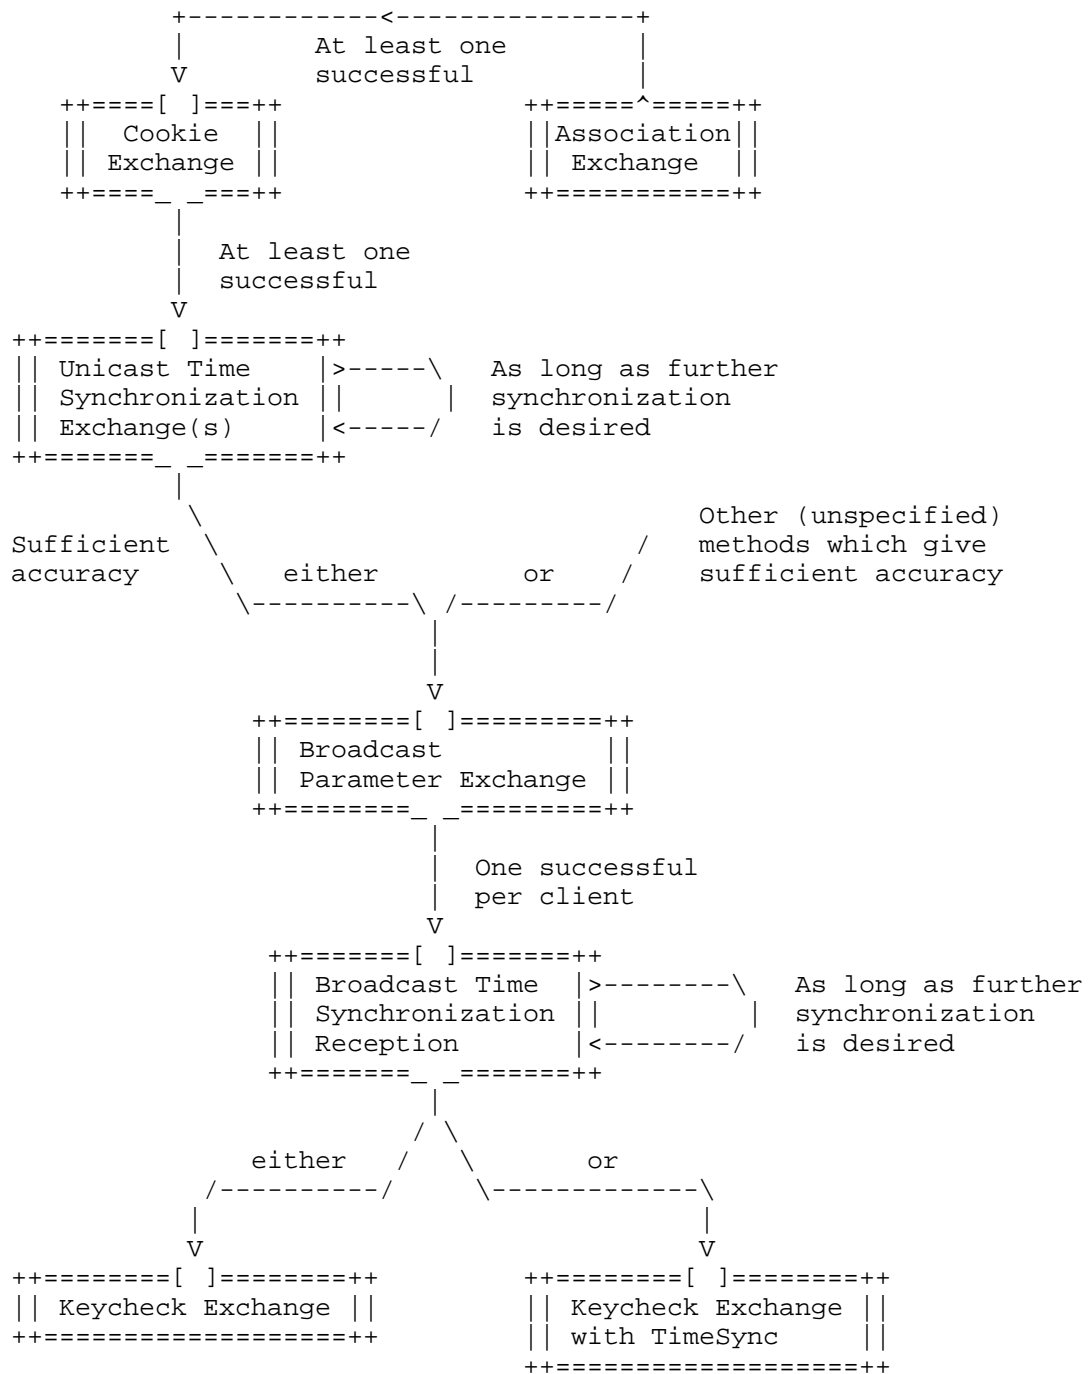 +------------<---------------+
|        At least one        |
V        successful          |
++====[ ]===++               ++=====^=====++
||  Cookie  ||               ||Association||
|| Exchange ||               || Exchange  ||
++====_ _===++               ++===========++
|
|  At least one
|  successful
V
++=======[ ]=======++
|| Unicast Time    |>-----\   As long as further
|| Synchronization ||      |  synchronization
|| Exchange(s)     |<-----/   is desired
++=======_ _=======++
|
\                               Other (unspecified)
Sufficient  \                          /   methods which give
accuracy     \   either         or    /    sufficient accuracy
\----------\ /---------/
|
|
V
++========[ ]=========++
|| Broadcast          ||
|| Parameter Exchange ||
++========_ _=========++
|
|  One successful
|  per client
V
++=======[ ]=======++
|| Broadcast Time  |>--------\   As long as further
|| Synchronization ||         |  synchronization
|| Reception       |<--------/   is desired
++=======_ _=======++
|
/ \
either   /   \       or
/----------/     \-------------\
|                               |
V                               V
++========[ ]========++         ++========[ ]========++
|| Keycheck Exchange ||         || Keycheck Exchange ||
++===================++         || with TimeSync     ||
++===================++